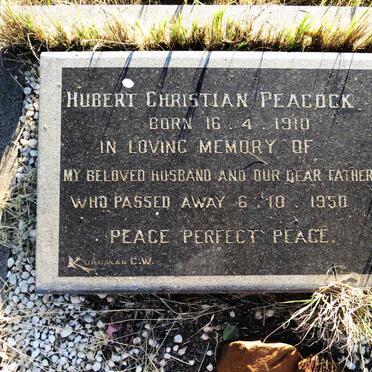 HUBERT CHRISTIAN PEACOCK
BORN 16.4.1910
IN LOVING MEMORY OF
MY BELOVED HUSBAND AND OUR DEAR FATHER
WHO PASSED AWAY 6.10.1950
PEACE PERFECT PEACE.
C.W.